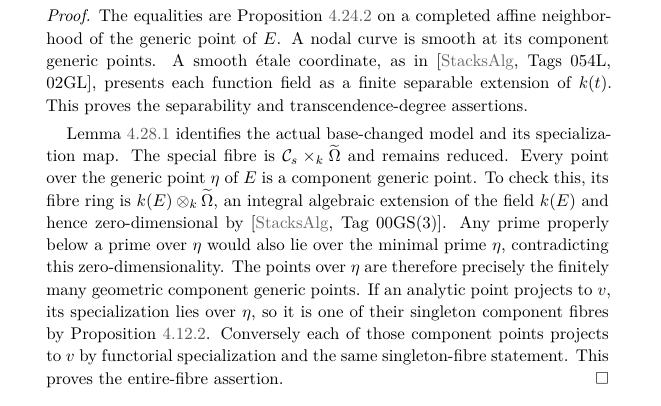 Proof. The equalities are Proposition 4.24.2 on a completed affine neighbor-
hood of the generic point of E. A nodal curve is smooth at its component
generic points. A smooth étale coordinate, as in [StacksAlg, Tags 054L,
02GL], presents each function field as a finite separable extension of k(t).
This proves the separability and transcendence-degree assertions.
Lemma 4.28.1 identifies the actual base-changed model and its specializa-
tion map. The special fibre is 𝒞ₛ ×ₖ Ω̃ and remains reduced. Every point
over the generic point η of E is a component generic point. To check this, its
fibre ring is k(E) ⊗ₖ Ω̃, an integral algebraic extension of the field k(E) and
hence zero-dimensional by [StacksAlg, Tag 00GS(3)]. Any prime properly
below a prime over η would also lie over the minimal prime η, contradicting
this zero-dimensionality. The points over η are therefore precisely the finitely
many geometric component generic points. If an analytic point projects to v,
its specialization lies over η, so it is one of their singleton component fibres
by Proposition 4.12.2. Conversely each of those component points projects
to v by functorial specialization and the same singleton-fibre statement. This
proves the entire-fibre assertion. □